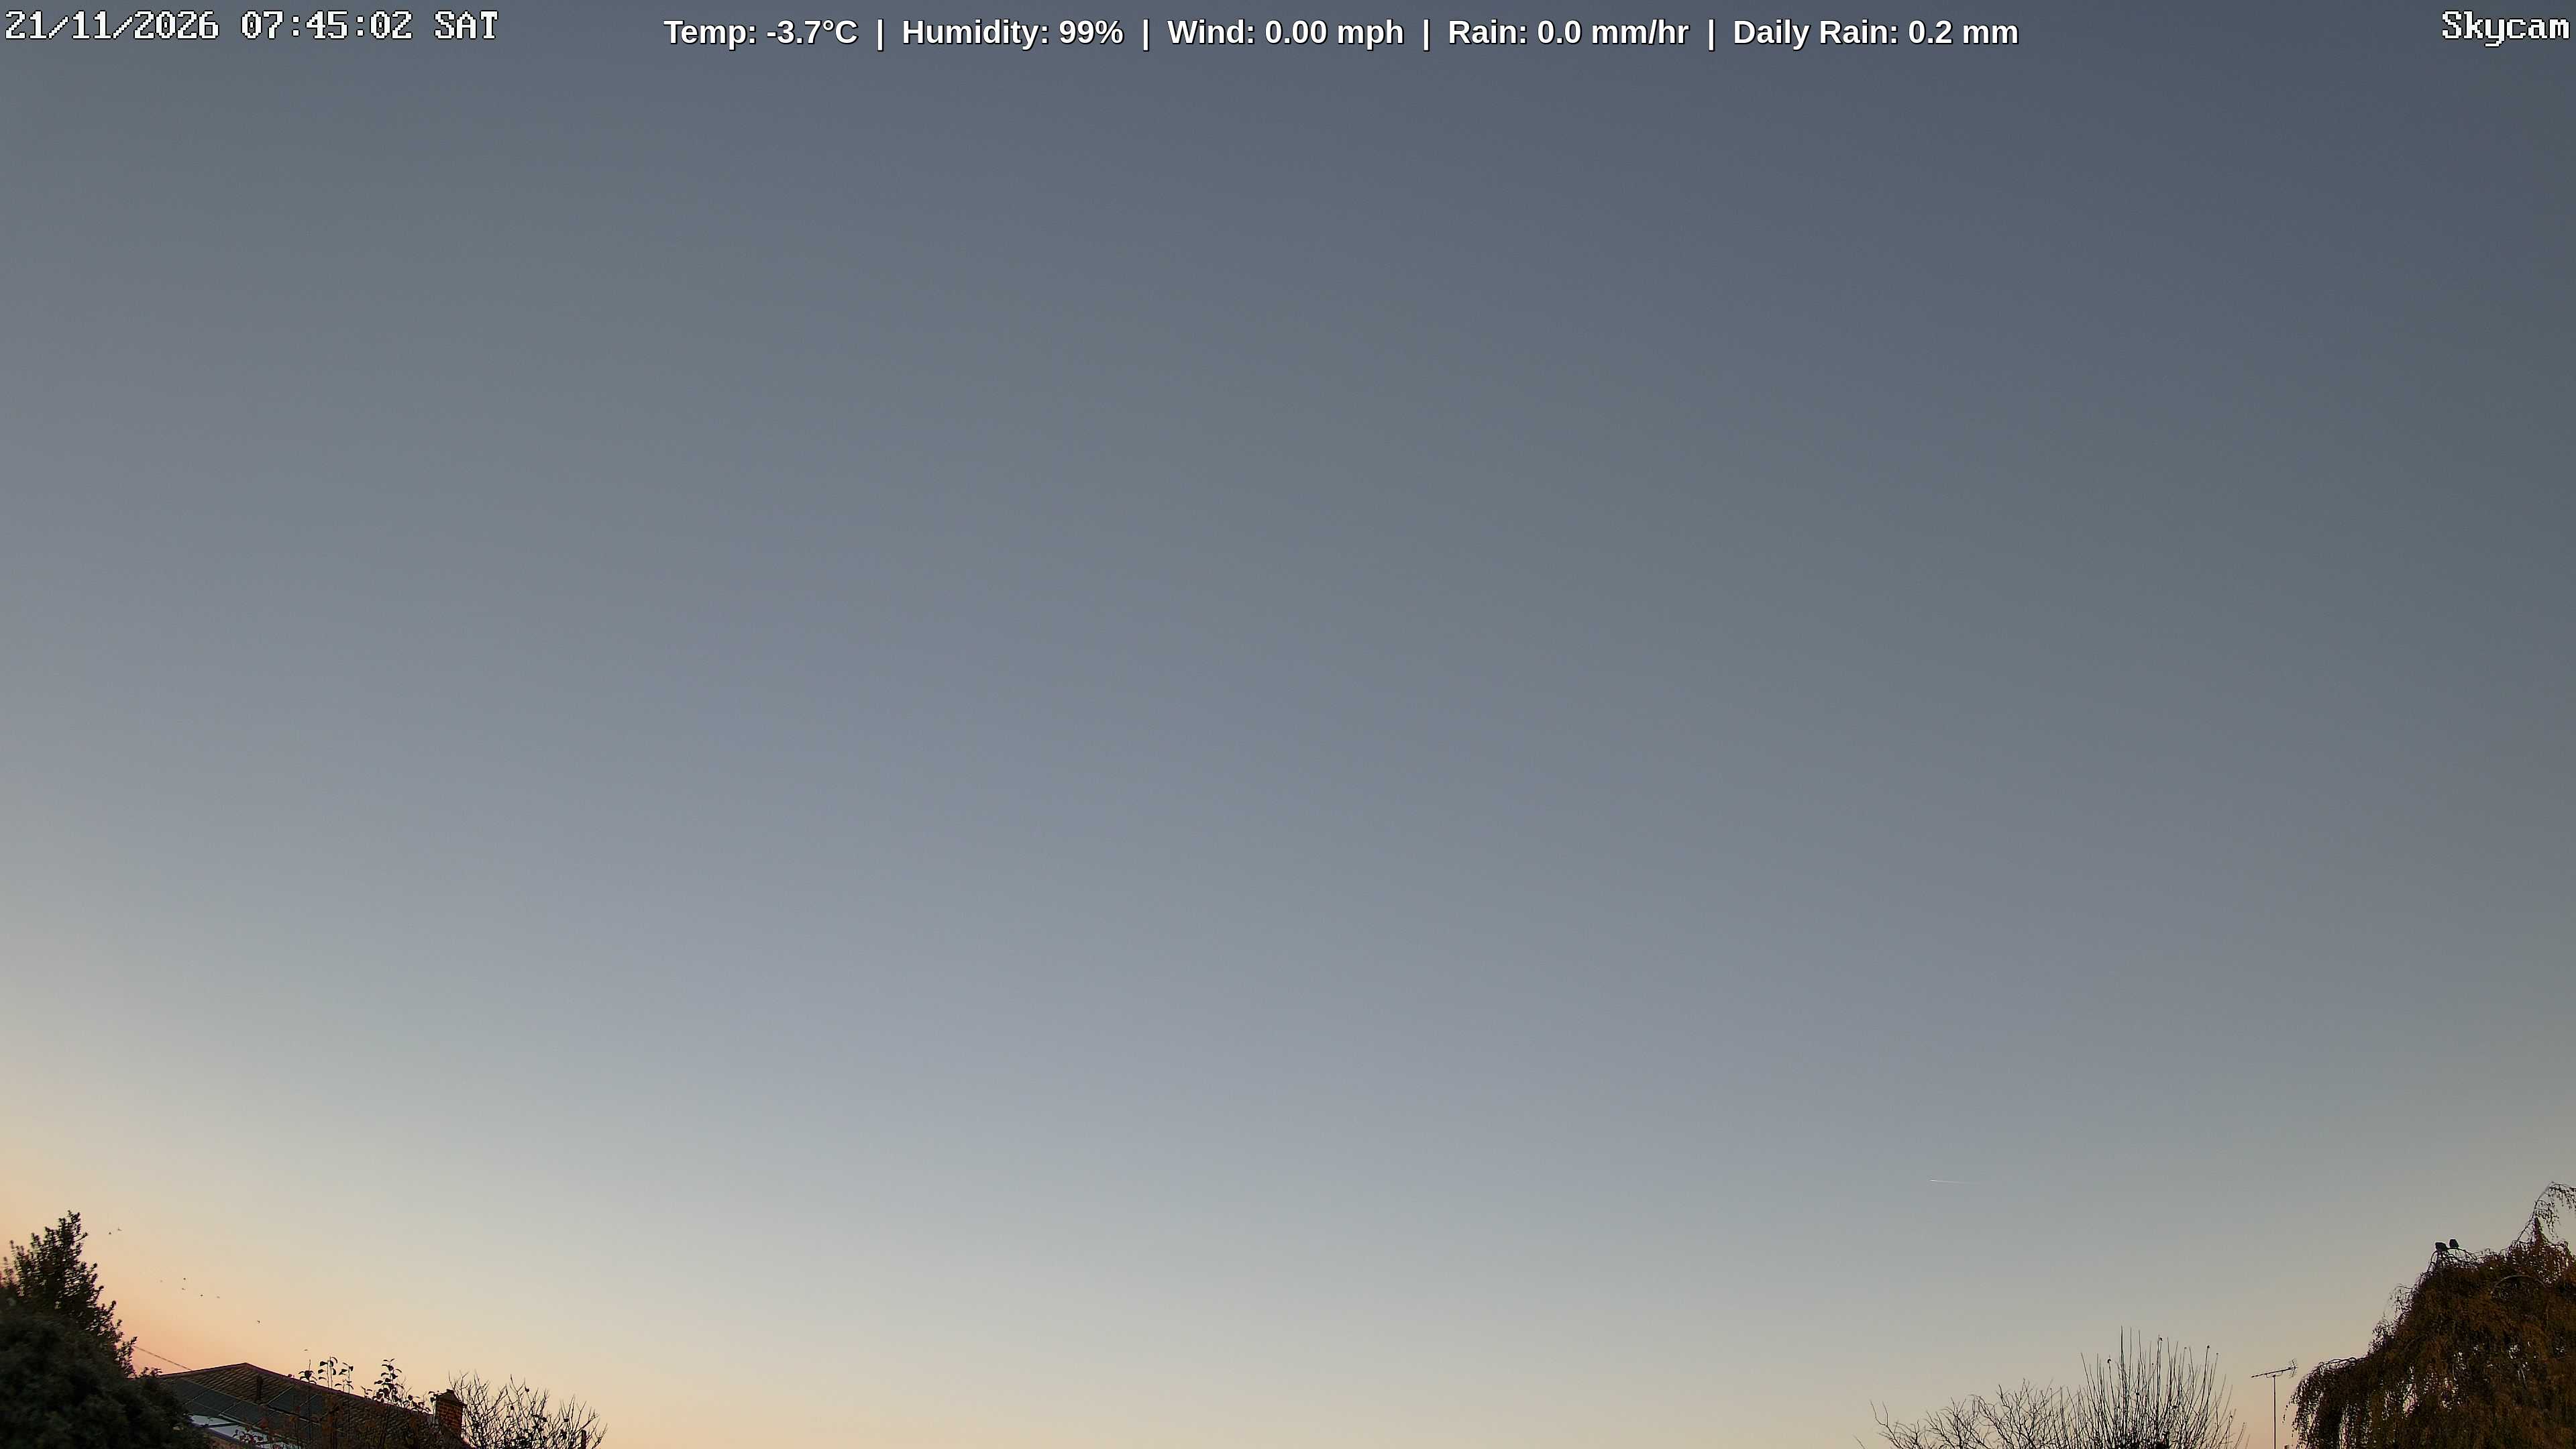 21/11/2026 07:45:02 SAT
Temp: -3.7°C | Humidity: 99% | Wind: 0.00 mph | Rain: 0.0 mm/hr | Daily Rain: 0.2 mm
Skycam